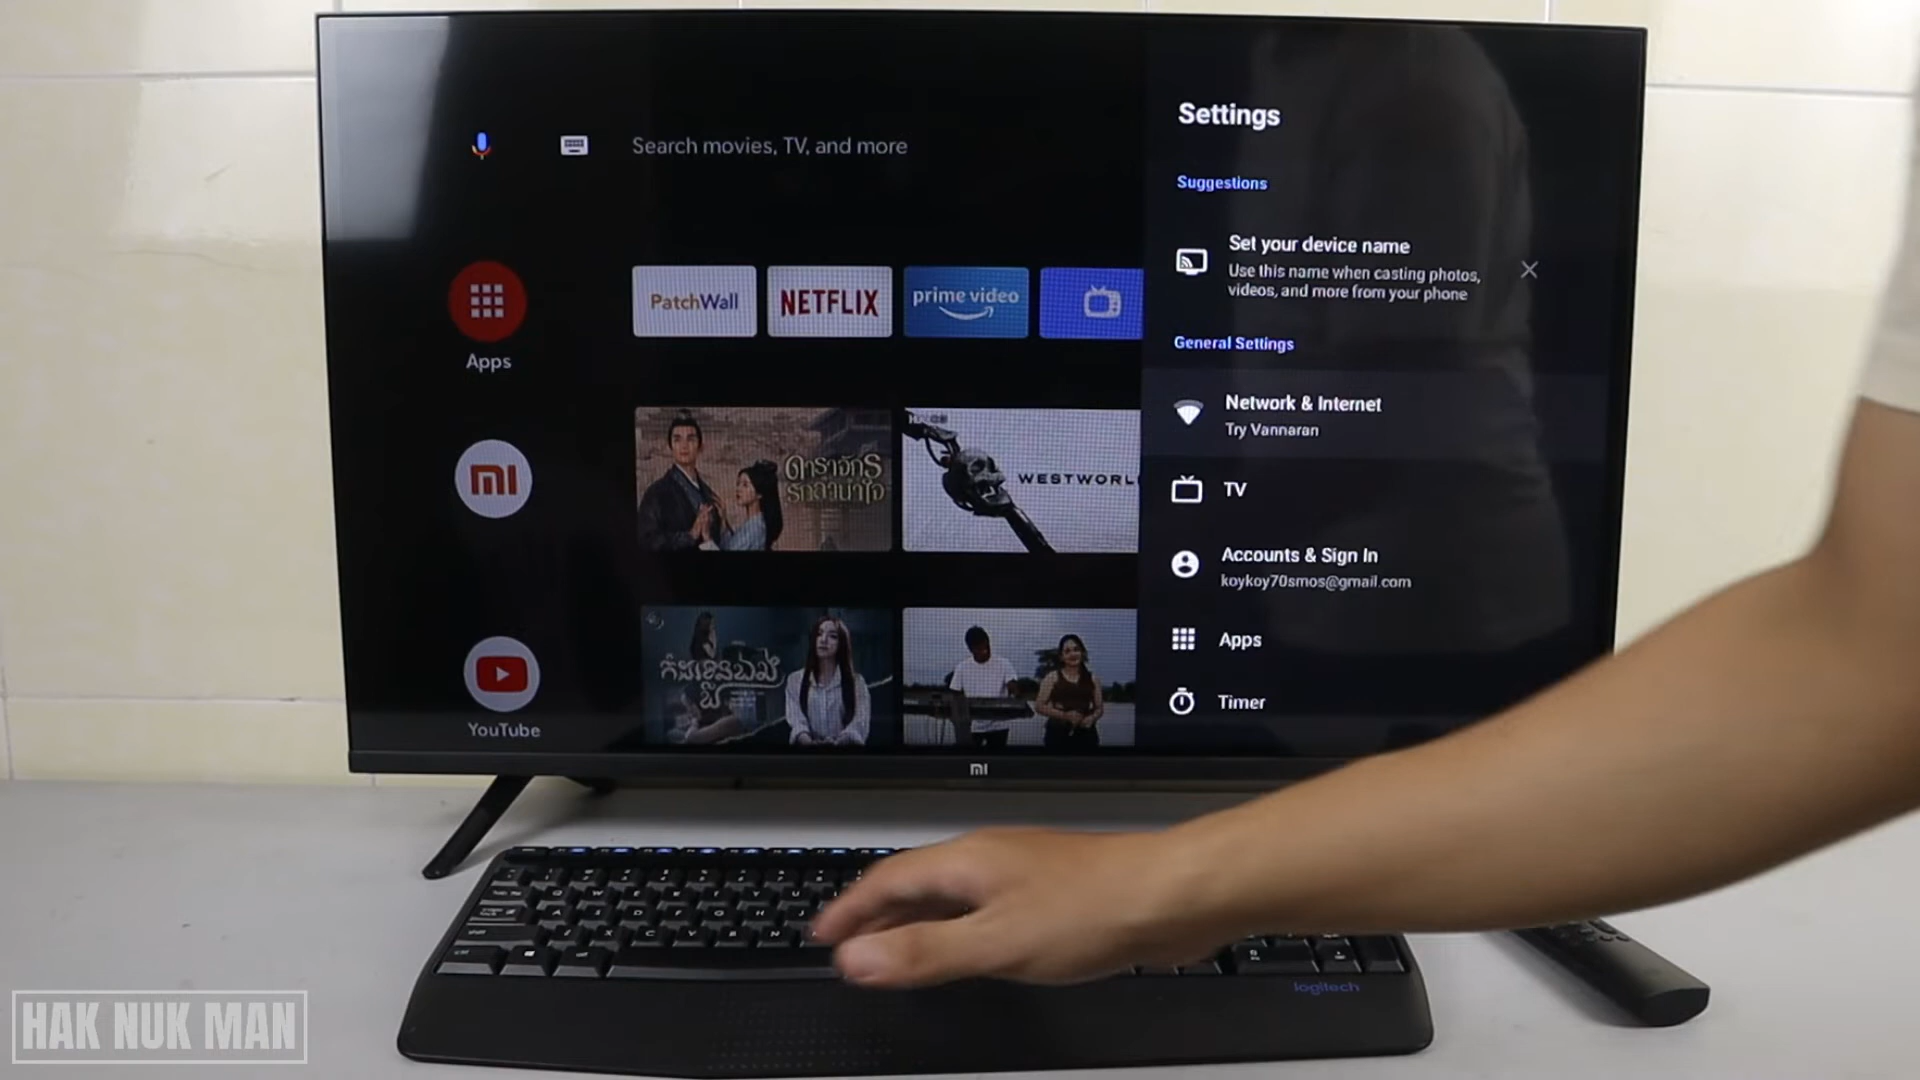 Search movies, TV, and more
Settings
Suggestions
Set your device name
Use this name when casting photos,
videos, and more from your phone
General Settings
Network & Internet
Try Vannaran
TV
Accounts & Sign In
koykoy70smos@gmail.com
Apps
Timer
Apps
PatchWall
NETFLIX
prime video
WESTWORL
YouTube
logitech
HAK NUK MAN